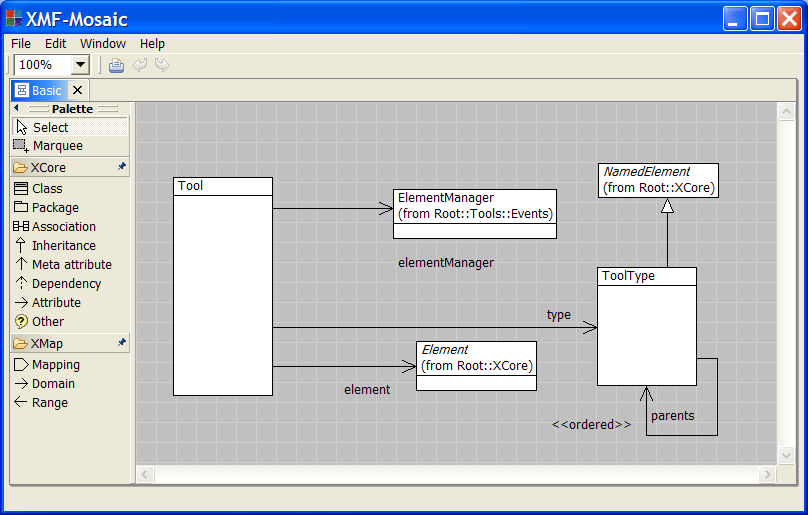 XMF-Mosaic
File Edit Window Help
100%
Basic
Palette
Select
Marquee
XCore
Class
Package
Association
Inheritance
Meta attribute
Dependency
Attribute
Other
XMap
Mapping
Domain
Range
Tool
ElementManager
(from Root::Tools::Events)
elementManager
NamedElement
(from Root::XCore)
ToolType
type
Element
(from Root::XCore)
element
<<ordered>>
parents